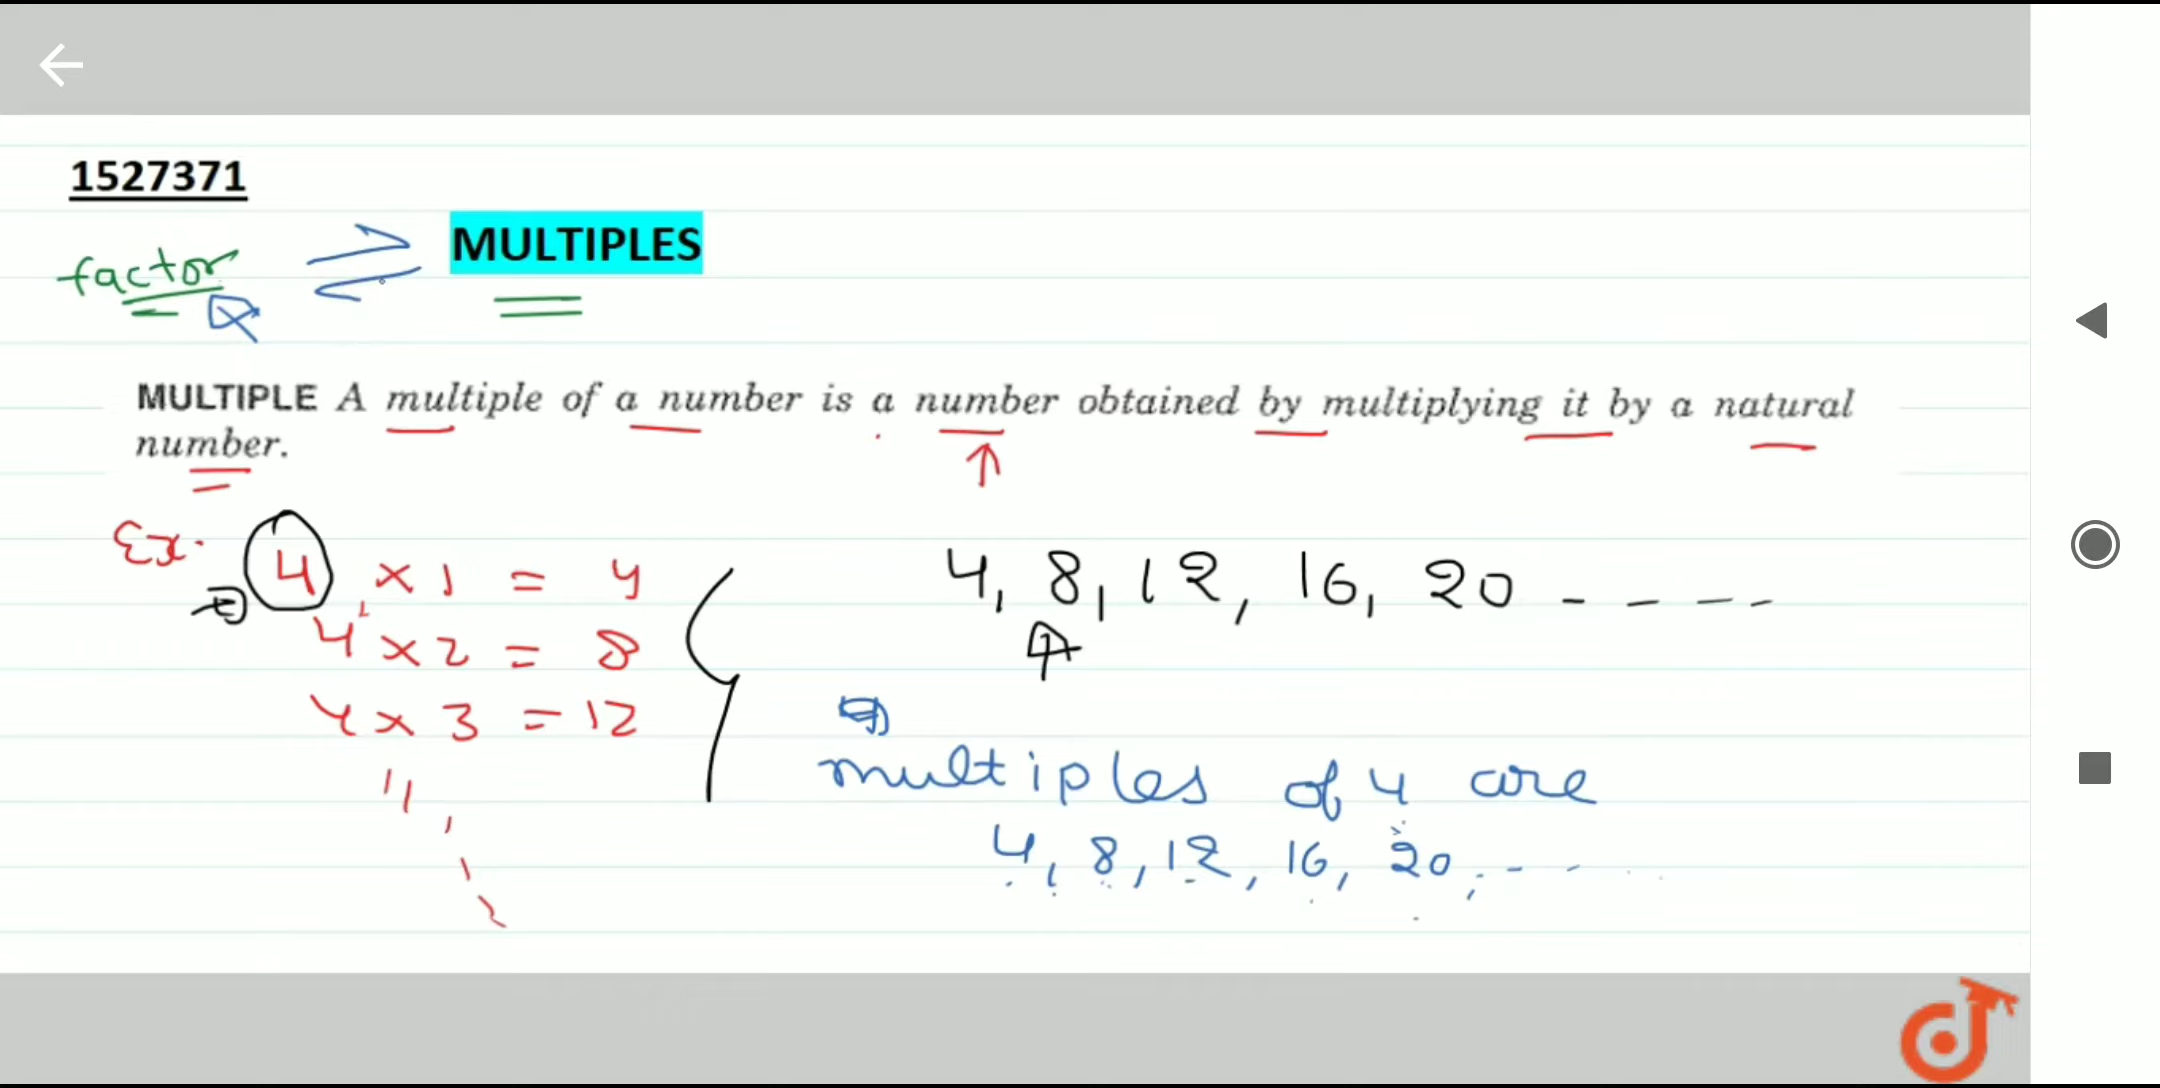 1527371
factor ⇌ MULTIPLES
MULTIPLE A multiple of a number is a number obtained by multiplying it by a natural
number.
Ex. 4 × 1 = 4
4 × 2 = 8
4 × 3 = 12
4, 8, 12, 16, 20 - - - -
multiples of 4 are
4, 8, 12, 16, 20, - -